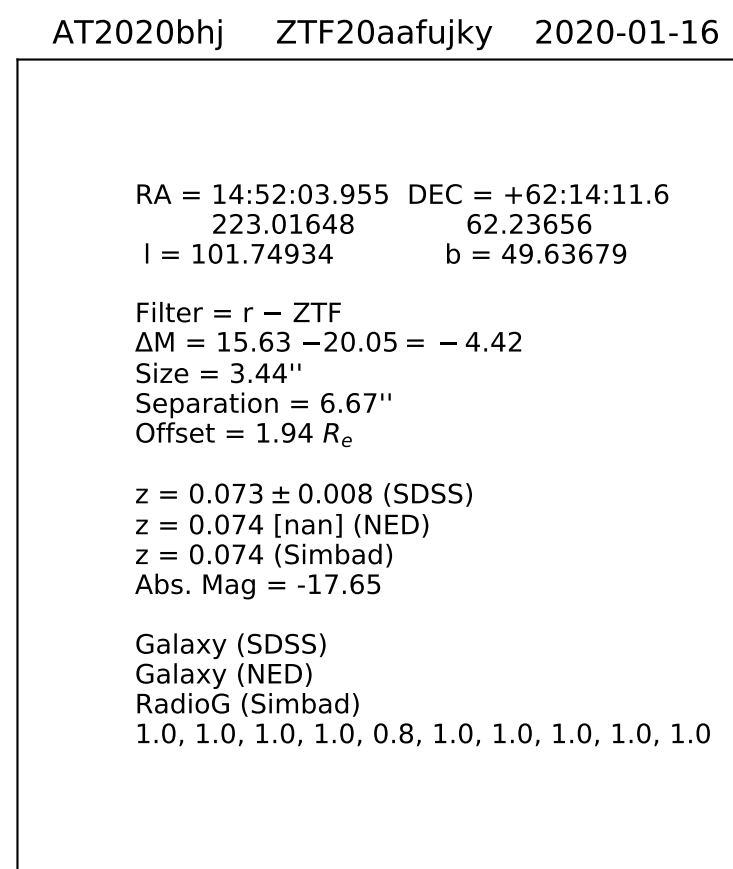 AT2020bhj ZTF20aafujky 2020-01-16
RA = 14:52:03.955 DEC = +62:14:11.6
223.01648 62.23656
l = 101.74934 b = 49.63679
Filter = r − ZTF
ΔM = 15.63 −20.05 = − 4.42
Size = 3.44''
Separation = 6.67''
Offset = 1.94 Re
z = 0.073 ± 0.008 (SDSS)
z = 0.074 [nan] (NED)
z = 0.074 (Simbad)
Abs. Mag = -17.65
Galaxy (SDSS)
Galaxy (NED)
RadioG (Simbad)
1.0, 1.0, 1.0, 1.0, 0.8, 1.0, 1.0, 1.0, 1.0, 1.0